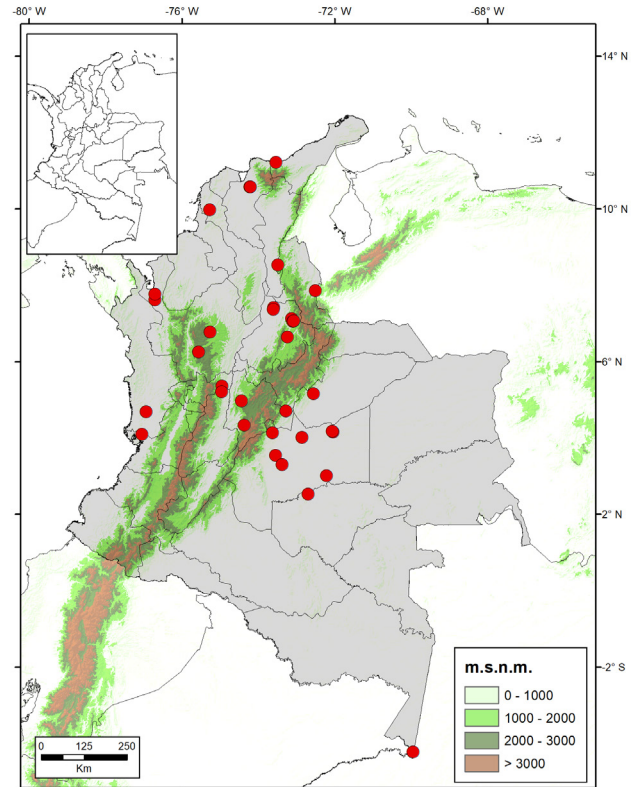 -80° W -76° W -72° W -68° W
14° N
10° N
6° N
2° N
-2° S
m.s.n.m.
0 - 1000
1000 - 2000
2000 - 3000
> 3000
0 125 250
Km